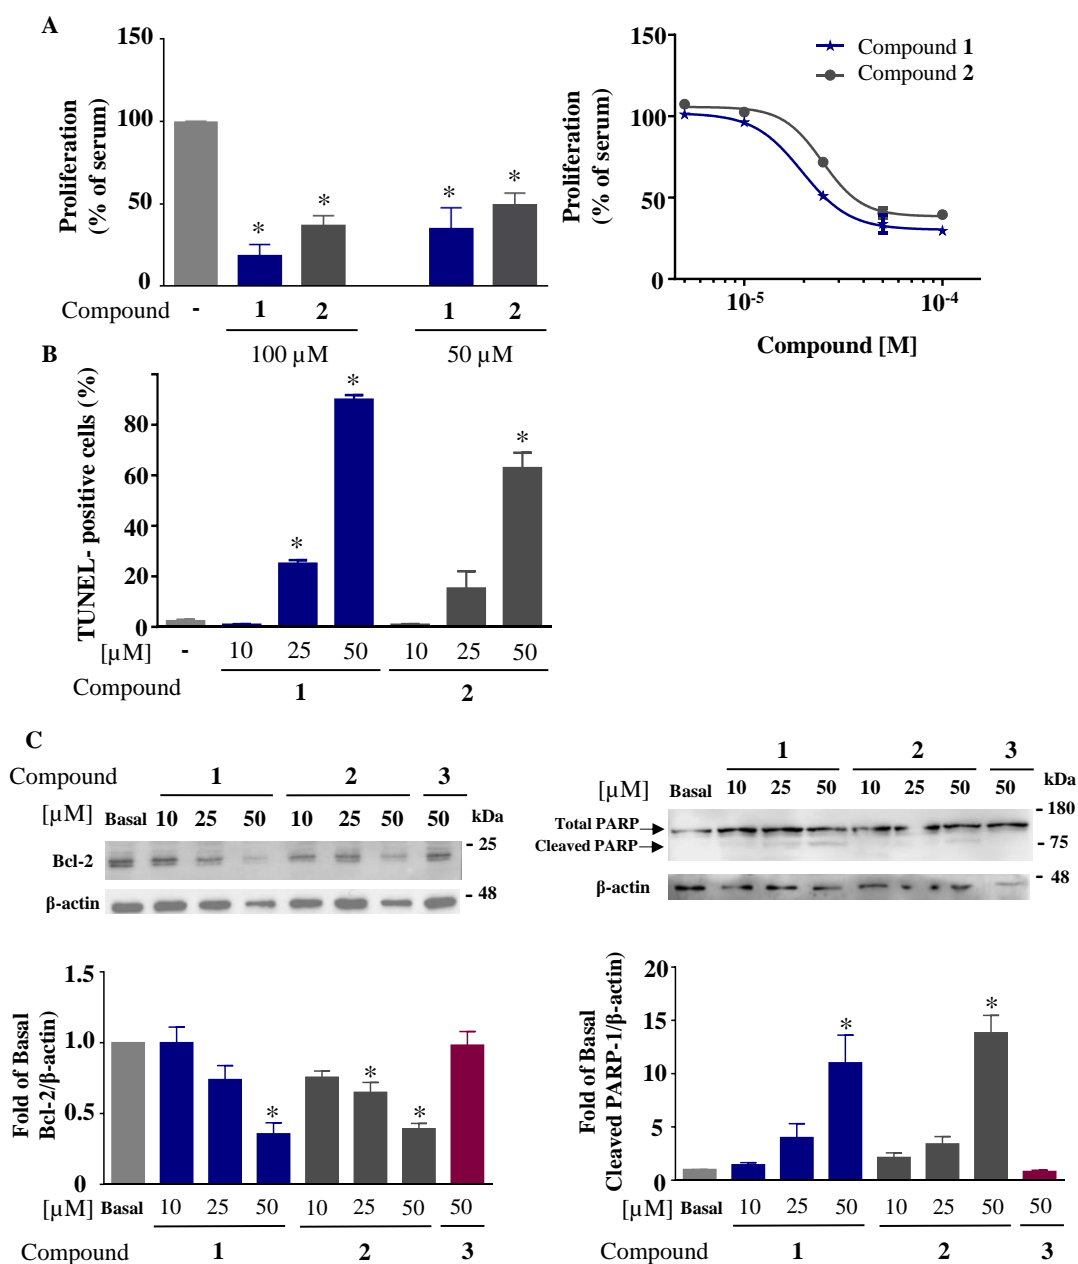 A
150
100
50
0
Proliferation
(% of serum)
*
*
*
*
Compound - 1 2 1 2
100 µM 50 µM
150
100
50
0
Proliferation
(% of serum)
Compound 1
Compound 2
10-5 10-4
Compound [M]
B
TUNEL- positive cells (%)
80
60
40
20
0
*
*
*
[µM] - 10 25 50 10 25 50
Compound 1 2
C
Compound 1 2 3
[µM] Basal 10 25 50 10 25 50 50 kDa
Bcl-2 - 25
β-actin - 48
1 2 3
[µM] Basal 10 25 50 10 25 50 50 kDa
- 180
Total PARP
Cleaved PARP - 75
β-actin - 48
1.5
1.0
0.5
0
Fold of Basal
Bcl-2/β-actin)
*
*
*
[µM] Basal 10 25 50 10 25 50 50
Compound 1 2 3
20
15
10
5
0
Fold of Basal
Cleaved PARP-1/β-actin)
*
*
[µM] Basal 10 25 50 10 25 50 50
Compound 1 2 3